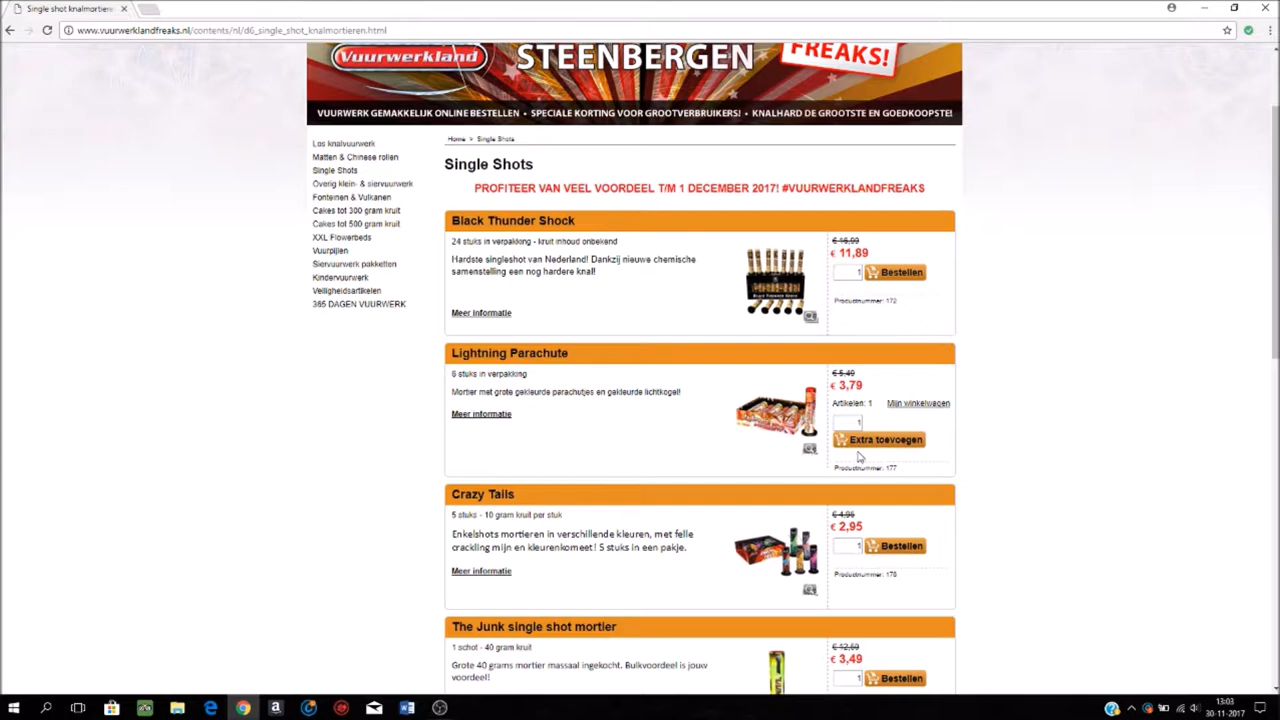 Single shot knalmortieren
www.vuurwerklandfreaks.nl/contents/nl/d6_single_shot_knalmortieren.html
Vuurwerkland
STEENBERGEN
FREAKS!
VUURWERK GEMAKKELIJK ONLINE BESTELLEN • SPECIALE KORTING VOOR GROOTVERBRUIKERS! • KNALHARD DE GROOTSTE EN GOEDKOOPSTE!
Los knalvuurwerk
Matten & Chinese rollen
Single Shots
Overig klein- & siervuurwerk
Fonteinen & Vulkanen
Cakes tot 300 gram kruit
Cakes tot 500 gram kruit
XXL Flowerbeds
Vuurpijlen
Siervuurwerk pakketten
Kindervuurwerk
Veiligheidsartikelen
365 DAGEN VUURWERK
Home > Single Shots
Single Shots
PROFITEER VAN VEEL VOORDEEL T/M 1 DECEMBER 2017! #VUURWERKLANDFREAKS
Black Thunder Shock
24 stuks in verpakking - kruit inhoud onbekend
Hardste singleshot van Nederland! Dankzij nieuwe chemische
samenstelling een nog hardere knal!
Meer informatie
€ 16,99
€ 11,89
1 Bestellen
Productnummer: 172
Lightning Parachute
6 stuks in verpakking
Mortier met grote gekleurde parachutjes en gekleurde lichtkogel!
Meer informatie
€ 5,49
€ 3,79
Artikelen: 1 Mijn winkelwagen
1
Extra toevoegen
Productnummer: 177
Crazy Tails
5 stuks - 10 gram kruit per stuk
Enkelshots mortieren in verschillende kleuren, met felle
crackling mijn en kleurenkomeet! 5 stuks in een pakje.
Meer informatie
€ 4,95
€ 2,95
1 Bestellen
Productnummer: 178
The Junk single shot mortier
1 schot - 40 gram kruit
Grote 40 grams mortier massaal ingekocht. Bulkvoordeel is jouw
voordeel!
€ 3,49
1 Bestellen
13:03
30-11-2017